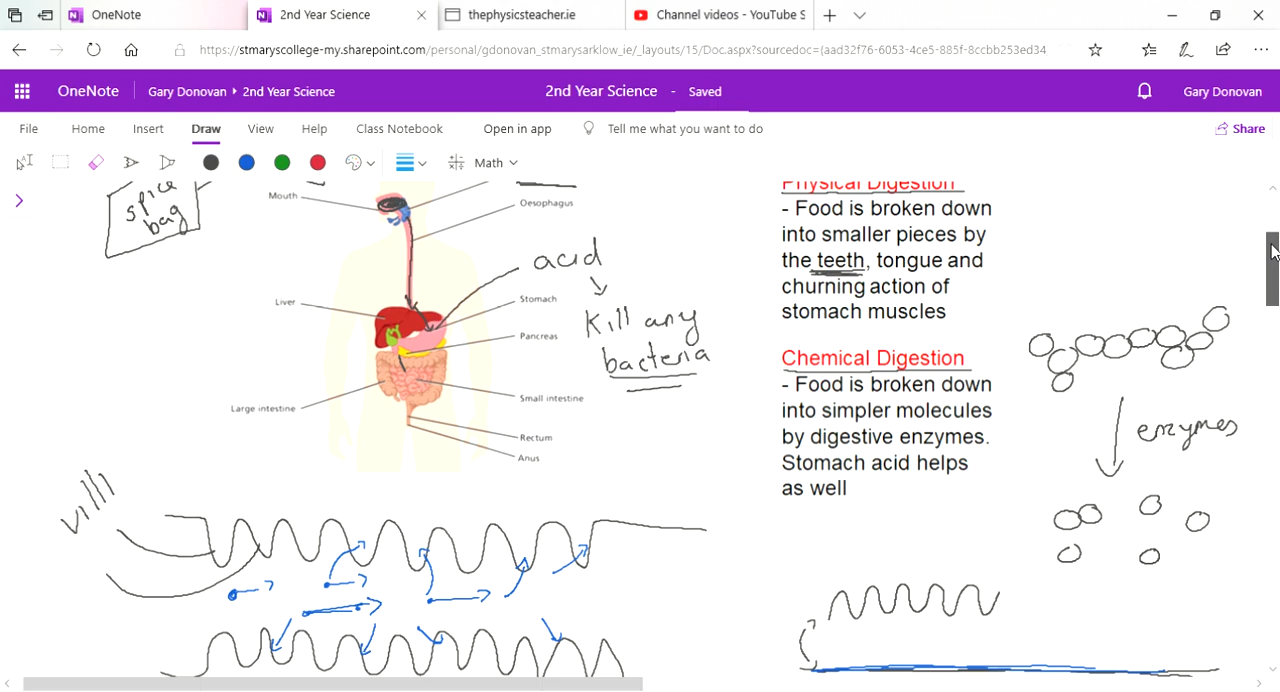 OneNote
2nd Year Science
thephysicsteacher.ie
Channel videos - YouTube S
https://stmaryscollege-my.sharepoint.com/personal/gdonovan_stmarysarklow_ie/_layouts/15/Doc.aspx?sourcedoc={aad32f76-6053-4ce5-885f-8ccbb253ed34
OneNote
Gary Donovan ▸ 2nd Year Science
2nd Year Science - Saved
Gary Donovan
File Home Insert Draw View Help Class Notebook Open in app Tell me what you want to do
Share
Math
spice
bag
Mouth
Oesophagus
acid
Liver
Stomach
Kill any
bacteria
Pancreas
Large intestine
Small intestine
Rectum
Anus
villi
Physical Digestion
- Food is broken down
into smaller pieces by
the teeth, tongue and
churning action of
stomach muscles
Chemical Digestion
- Food is broken down
into simpler molecules
by digestive enzymes.
Stomach acid helps
as well
enzymes